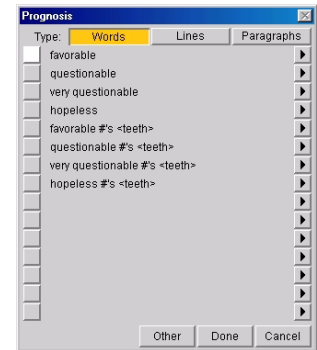 Prognosis
Type: Words Lines Paragraphs
favorable
questionable
very questionable
hopeless
favorable #'s <teeth>
questionable #'s <teeth>
very questionable #'s <teeth>
hopeless #'s <teeth>
Other Done Cancel